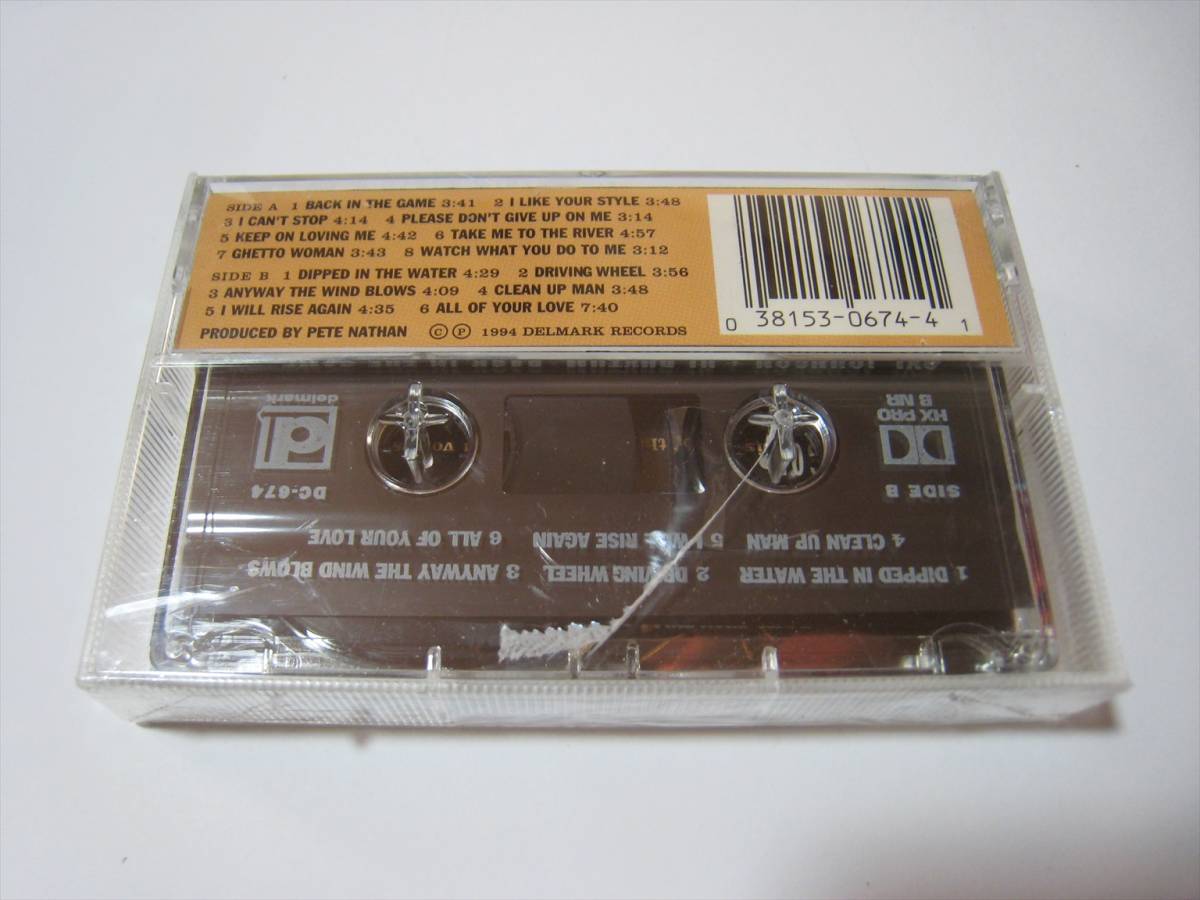 SIDE A 1 BACK IN THE GAME 3:41 2 I LIKE YOUR STYLE 3:48
3 I CAN'T STOP 4:14 4 PLEASE DON'T GIVE UP ON ME 3:14
5 KEEP ON LOVING ME 4:42 6 TAKE ME TO THE RIVER 4:57
7 GHETTO WOMAN 3:43 8 WATCH WHAT YOU DO TO ME 3:12
SIDE B 1 DIPPED IN THE WATER 4:29 2 DRIVING WHEEL 3:56
3 ANYWAY THE WIND BLOWS 4:09 4 CLEAN UP MAN 3:48
5 I WILL RISE AGAIN 4:35 6 ALL OF YOUR LOVE 7:40
PRODUCED BY PETE NATHAN © ℗ 1994 DELMARK RECORDS
0 38153-0674-4 1
1 DIPPED IN THE WATER 2 DRIVING WHEEL 3 ANYWAY THE WIND BLOWS
4 CLEAN UP MAN 5 I WILL RISE AGAIN 6 ALL OF YOUR LOVE
SIDE B
DC-674
HX PRO
B NR
delmark
JOHNSON